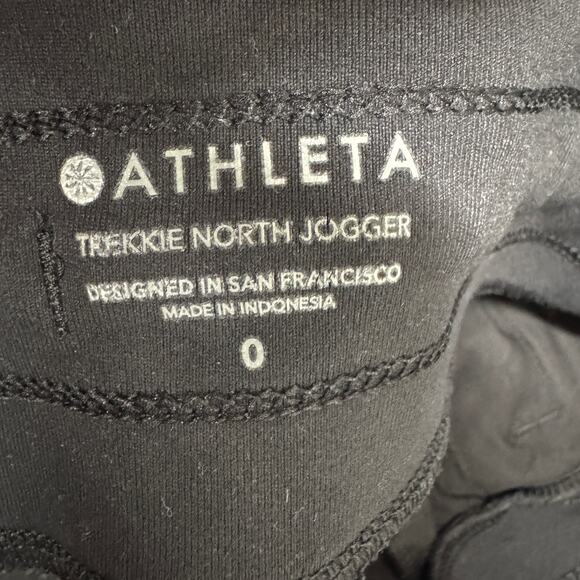 ATHLETA
TREKKIE NORTH JOGGER
DESIGNED IN SAN FRANCISCO
MADE IN INDONESIA
0